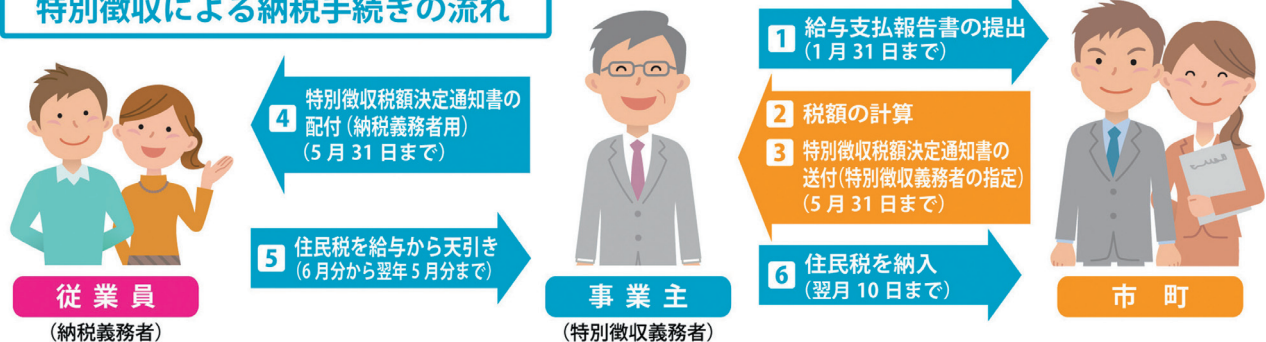 特別徴収による納税手続きの流れ
1 給与支払報告書の提出
(1月31日まで)
2 税額の計算
3 特別徴収税額決定通知書の
送付(特別徴収義務者の指定)
(5月31日まで)
4 特別徴収税額決定通知書の
配付(納税義務者用)
(5月31日まで)
5 住民税を給与から天引き
(6月分から翌年5月分まで)
6 住民税を納入
(翌月10日まで)
従業員
(納税義務者)
事業主
(特別徴収義務者)
市町